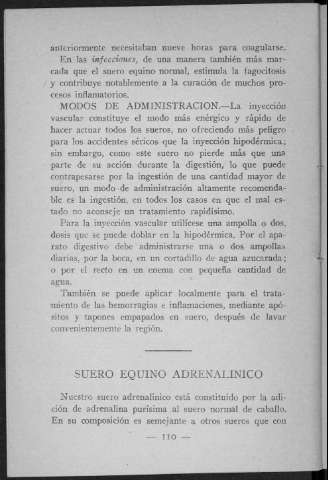 anteriormente necesitaban nueve horas para coagularse.
En las infecciones, de una manera también más mar-
cada que el suero equino normal, estimula la fagocitosis
y contribuye notablemente a la curación de muchos pro-
cesos inflamatorios.
MODOS DE ADMINISTRACION.—La inyección
vascular constituye el modo más enérgico y rápido de
hacer actuar todos los sueros, no ofreciendo más peligro
para los accidentes séricos que la inyección hipodérmica;
sin embargo, como este suero no pierde más que una
parte de su acción durante la digestión, lo que puede
contrapesarse por la ingestión de una cantidad mayor de
suero, un modo de administración altamente recomenda-
ble es la ingestión, en todos los casos en que el mal es-
tado no aconseje un tratamiento rapidísimo.
Para la inyección vascular utilícese una ampolla o dos,
dosis que se puede doblar en la hipodérmica. Por el apa-
rato digestivo debe administrarse una o dos ampollas
diarias, por la boca, en un cortadillo de agua azucarada;
o por el recto en un enema con pequeña cantidad de
agua.
También se puede aplicar localmente para el trata-
miento de las hemorragias e inflamaciones, mediante apó-
sitos y tapones empapados en suero, después de lavar
convenientemente la región.
SUERO EQUINO ADRENALINICO
Nuestro suero adrenalínico está constituído por la adi-
ción de adrenalina purísima al suero normal de caballo.
En su composición es semejante a otros sueros que con
— 110 —